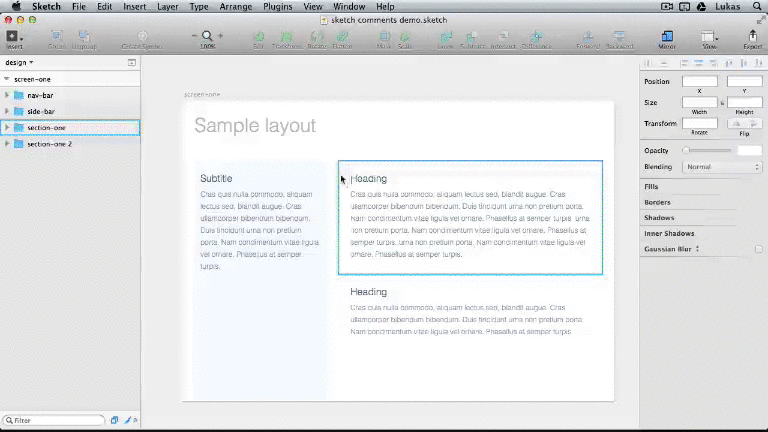 Sketch File Edit Insert Layer Type Arrange Plugins View Window Help Lukas
sketch comments demo.sketch
Insert Group Ungroup Create Symbol 100% Edit Transform Rotate Flatten Mask Scale Union Subtract Intersect Difference Forward Backward Mirror View Export
design
screen-one
nav-bar
side-bar
section-one
section-one 2
Filter
screen-one
Sample layout
Subtitle
Cras quis nulla commodo, aliquam
lectus sed, blandit augue. Cras
ullamcorper bibendum bibendum.
Duis tincidunt urna non pretium
porta. Nam condimentum vitae ligula
vel ornare. Phasellus at semper
turpis.
Heading
Cras quis nulla commodo, aliquam lectus sed, blandit augue. Cras
ullamcorper bibendum bibendum. Duis tincidunt urna non pretium porta.
Nam condimentum vitae ligula vel ornare. Phasellus at semper turpis. urna
non pretium porta. Nam condimentum vitae ligula vel ornare. Phasellus at
semper turpis. urna non pretium porta. Nam condimentum vitae ligula vel
ornare. Phasellus at semper turpis.
Heading
Cras quis nulla commodo, aliquam lectus sed, blandit augue. Cras
ullamcorper bibendum bibendum. Duis tincidunt urna non pretium porta.
Nam condimentum vitae ligula vel ornare. Phasellus at semper turpis.
Position
X Y
Size
Width Height
Transform
Rotate Flip
Opacity
Blending Normal
Fills
Borders
Shadows
Inner Shadows
Gaussian Blur